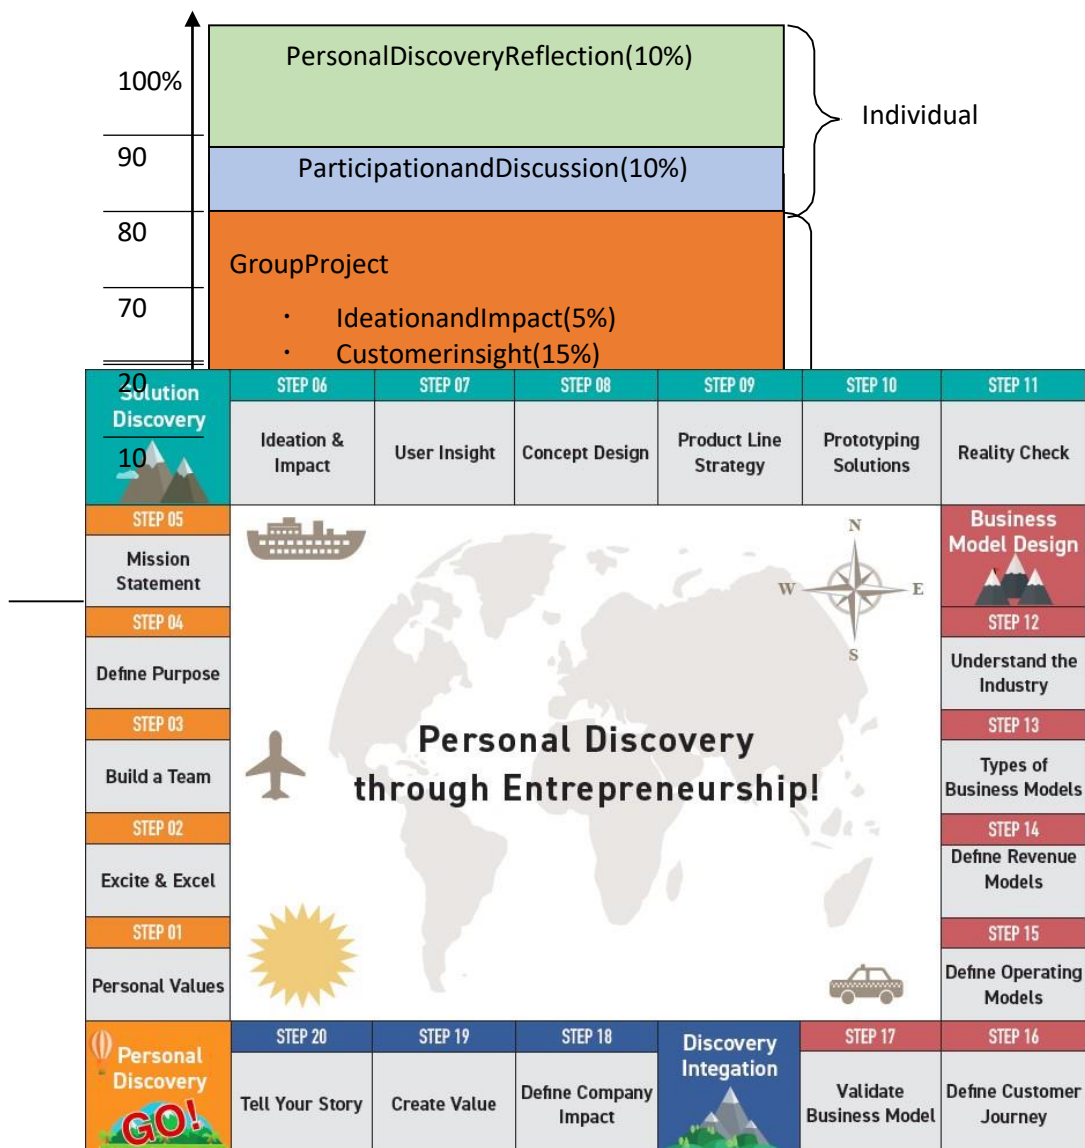 PersonalDiscoveryReflection(10%)
100%
Individual
90
ParticipationandDiscussion(10%)
80
GroupProject
70
· IdeationandImpact(5%)
· Customerinsight(15%)
20
10
Solution
Discovery
STEP 06
Ideation &
Impact
STEP 07
User Insight
STEP 08
Concept Design
STEP 09
Product Line
Strategy
STEP 10
Prototyping
Solutions
STEP 11
Reality Check
STEP 05
Mission
Statement
STEP 04
Define Purpose
STEP 03
Build a Team
STEP 02
Excite & Excel
STEP 01
Personal Values
N
W
E
S
Personal Discovery
through Entrepreneurship!
Business
Model Design
STEP 12
Understand the
Industry
STEP 13
Types of
Business Models
STEP 14
Define Revenue
Models
STEP 15
Define Operating
Models
Personal
Discovery
GO!
STEP 20
Tell Your Story
STEP 19
Create Value
STEP 18
Define Company
Impact
Discovery
Integation
STEP 17
Validate
Business Model
STEP 16
Define Customer
Journey